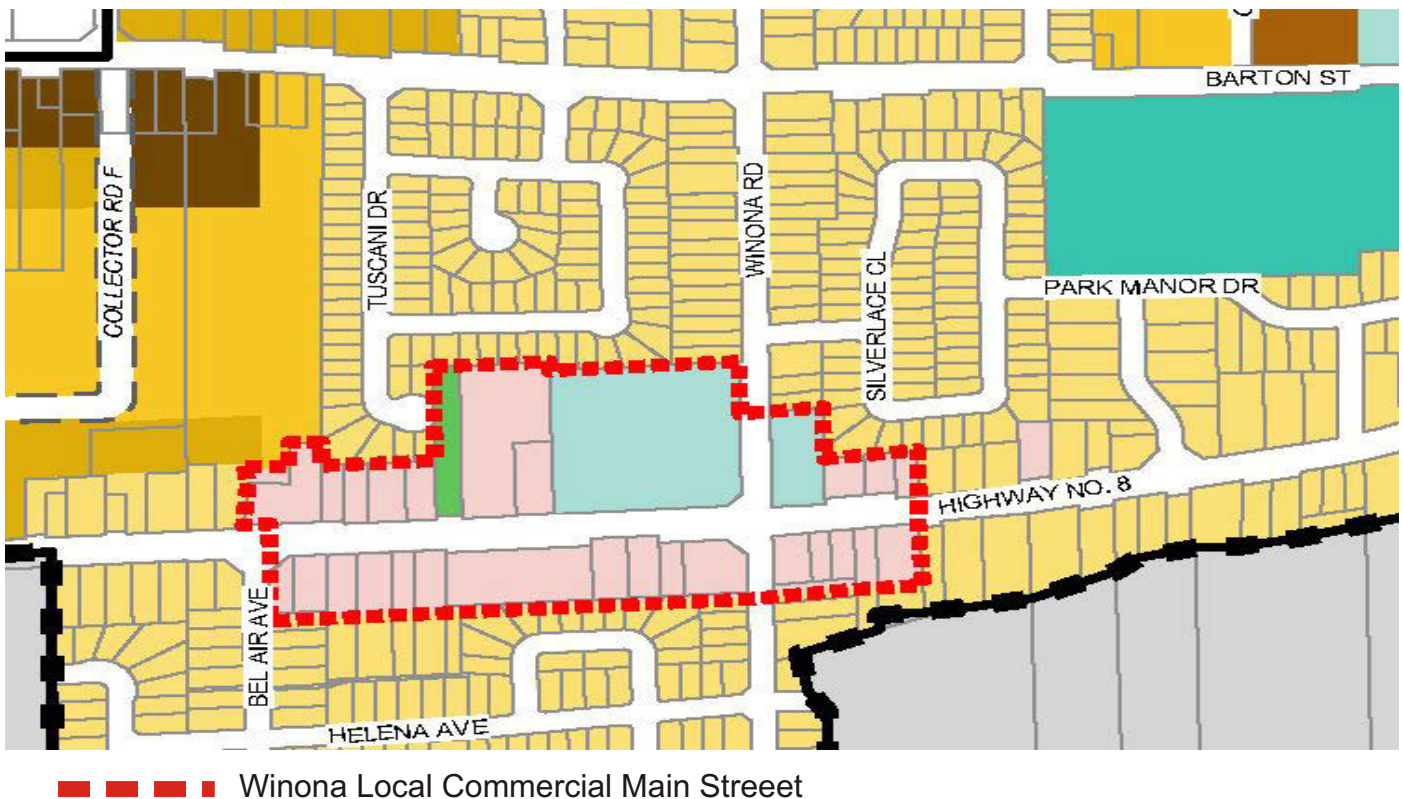 BARTON ST
COLLECTOR RD F
TUSCANI DR
WINONA RD
SILVERLACE CL
PARK MANOR DR
HIGHWAY NO. 8
BEL AIR AVE
HELENA AVE
Winona Local Commercial Main Streeet